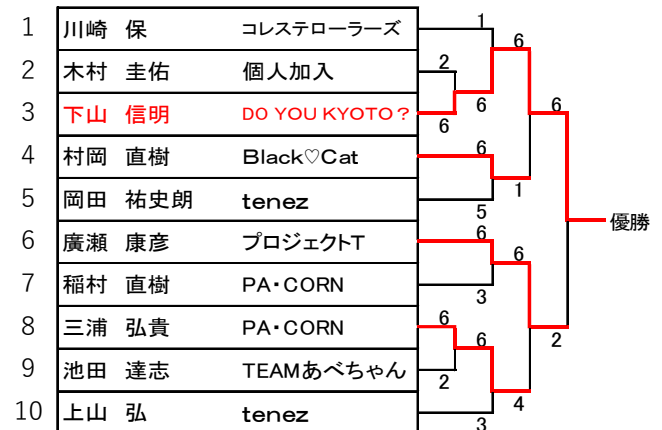 1 川崎 保 コレステローラーズ
2 木村 圭佑 個人加入
3 下山 信明 DO YOU KYOTO?
4 村岡 直樹 Black♡Cat
5 岡田 祐史朗 tenez
6 廣瀬 康彦 プロジェクトT
7 稲村 直樹 PA・CORN
8 三浦 弘貴 PA・CORN
9 池田 達志 TEAMあべちゃん
10 上山 弘 tenez
1
6
2
6
6
6
6
1
5
優勝
6
6
3
6
6
2
2
4
3